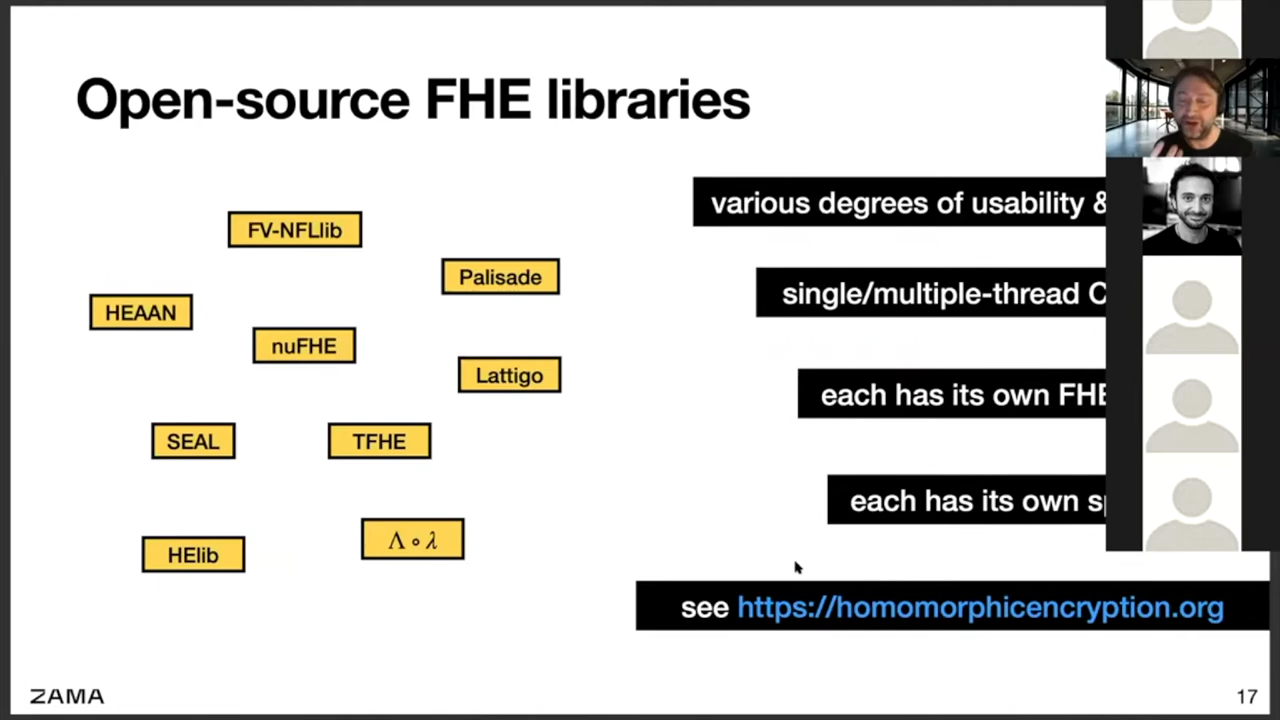 Open-source FHE libraries
FV-NFLlib
Palisade
HEAAN
nuFHE
Lattigo
SEAL
TFHE
Λ∘λ
HElib
various degrees of usability &
single/multiple-thread
each has its own FHE
each has its own
see https://homomorphicencryption.org
ZAMA
17